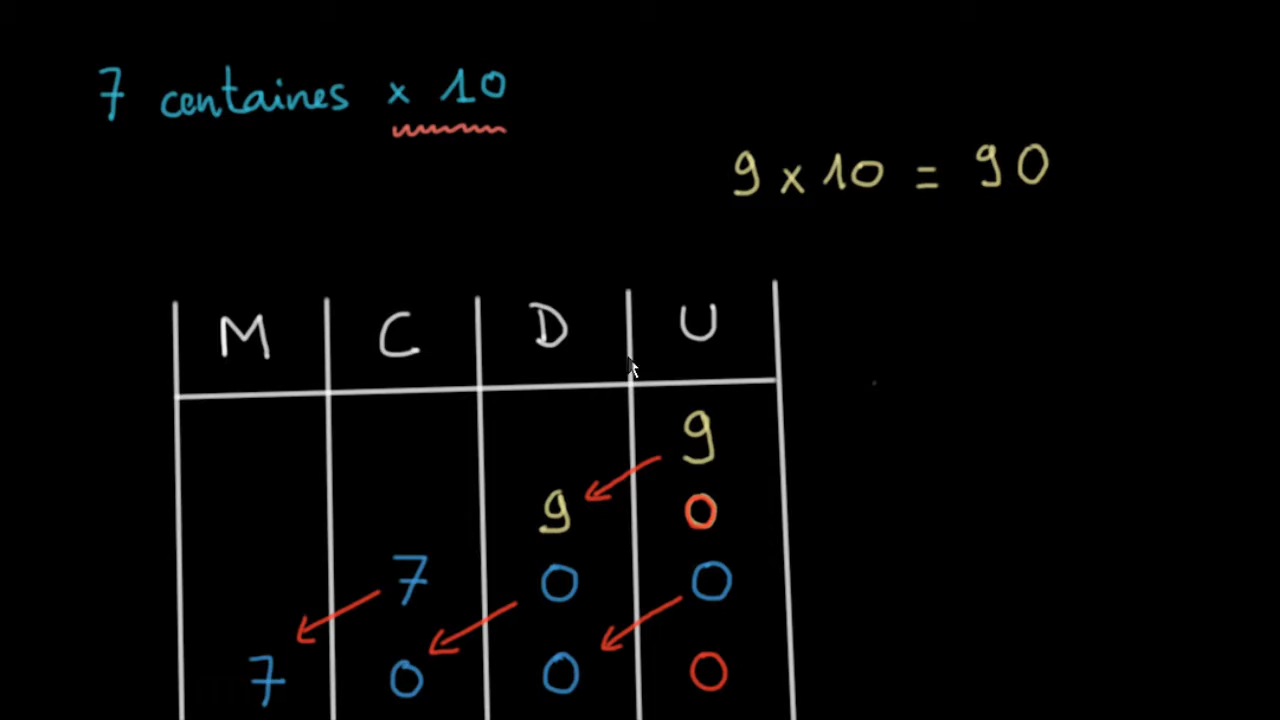 7 centaines x 10
9 x 10 = 90
M C D U
9
9 0
7 0 0
7 0 0 0